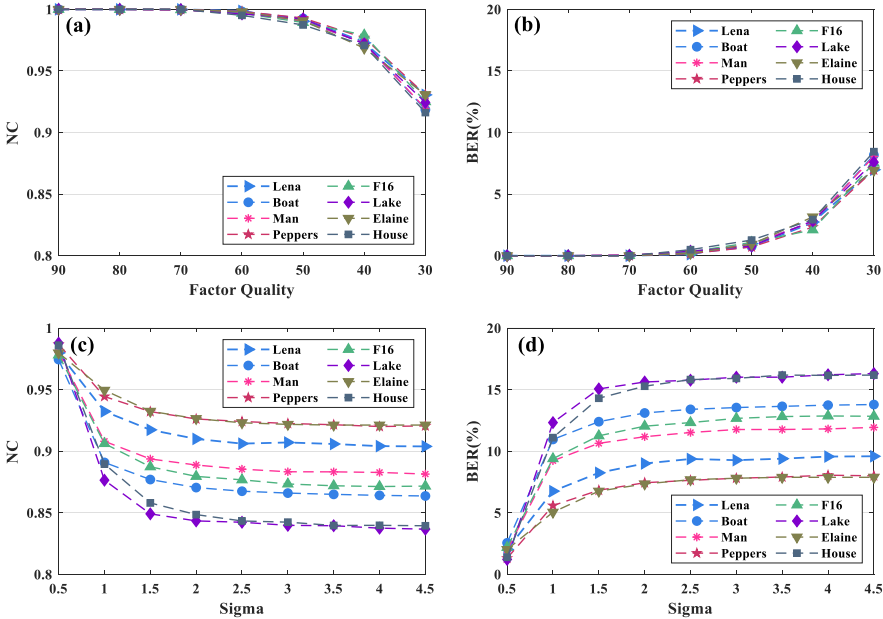 (a)
1
0.95
0.9
0.85
0.8
NC
Lena F16
Boat Lake
Man Elaine
Peppers House
90 80 70 60 50 40 30
Factor Quality
(b)
20
15
10
5
0
BER(%)
Lena F16
Boat Lake
Man Elaine
Peppers House
90 80 70 60 50 40 30
Factor Quality
(c)
1
0.95
0.9
0.85
0.8
NC
Lena F16
Boat Lake
Man Elaine
Peppers House
0.5 1 1.5 2 2.5 3 3.5 4 4.5
Sigma
(d)
20
15
10
5
0
BER(%)
Lena F16
Boat Lake
Man Elaine
Peppers House
0.5 1 1.5 2 2.5 3 3.5 4 4.5
Sigma